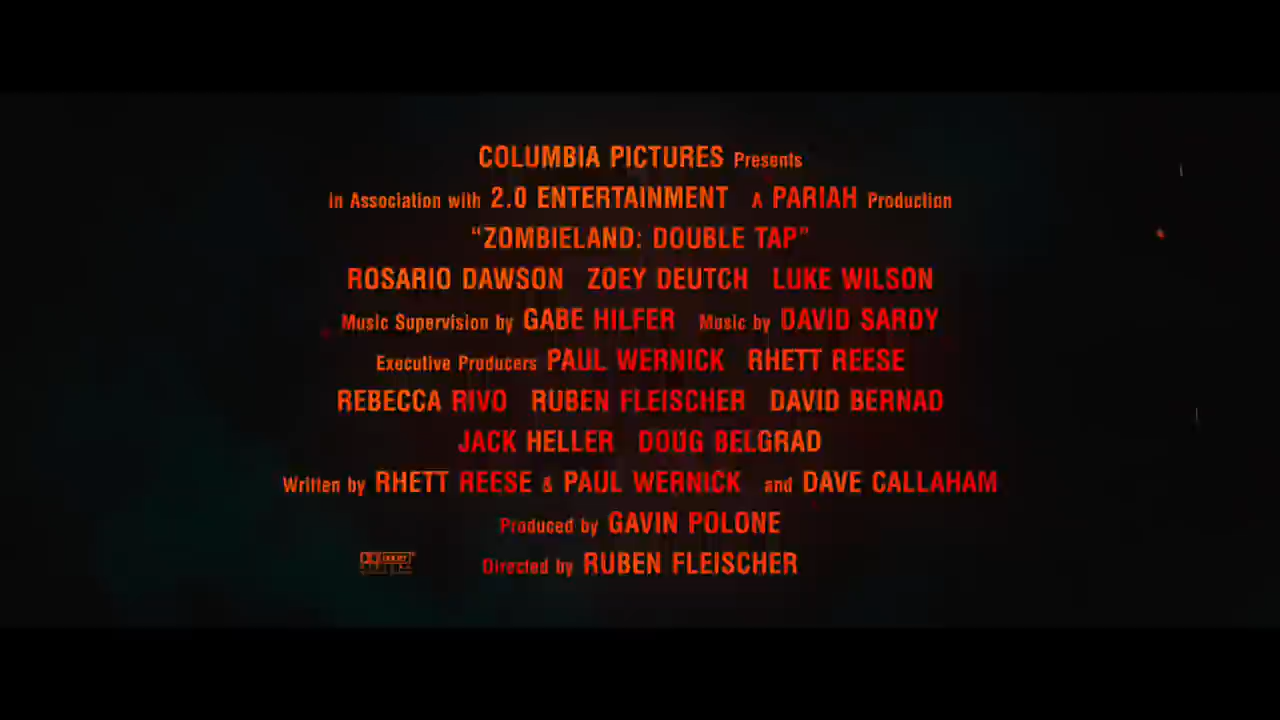 COLUMBIA PICTURES Presents
in Association with 2.0 ENTERTAINMENT A PARIAH Production
“ZOMBIELAND: DOUBLE TAP”
ROSARIO DAWSON ZOEY DEUTCH LUKE WILSON
Music Supervision by GABE HILFER Music by DAVID SARDY
Executive Producers PAUL WERNICK RHETT REESE
REBECCA RIVO RUBEN FLEISCHER DAVID BERNAD
JACK HELLER DOUG BELGRAD
Written by RHETT REESE & PAUL WERNICK and DAVE CALLAHAM
Produced by GAVIN POLONE
Directed by RUBEN FLEISCHER